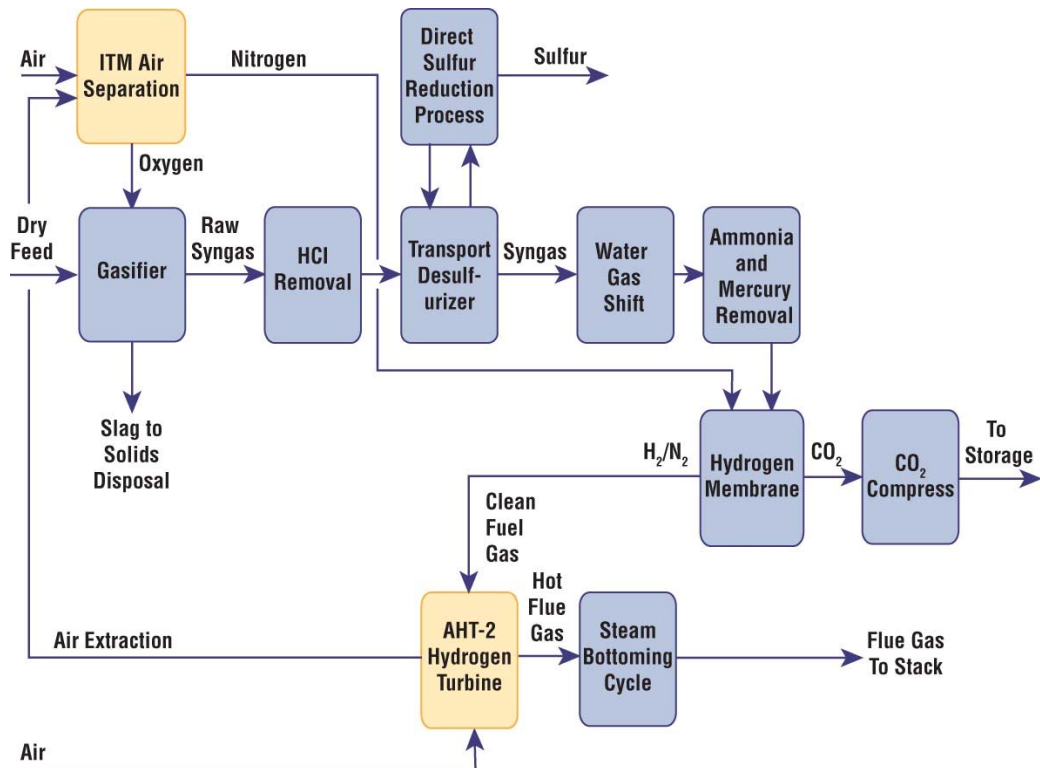 Air
ITM Air
Separation
Nitrogen
Direct
Sulfur
Reduction
Process
Sulfur
Oxygen
Dry
Feed
Gasifier
Raw
Syngas
HCl
Removal
Transport
Desulf-
urizer
Syngas
Water
Gas
Shift
Ammonia
and
Mercury
Removal
Slag to
Solids
Disposal
H₂/N₂
Hydrogen
Membrane
CO₂
CO₂
Compress
To
Storage
Clean
Fuel
Gas
Air Extraction
AHT-2
Hydrogen
Turbine
Hot
Flue
Gas
Steam
Bottoming
Cycle
Flue Gas
To Stack
Air